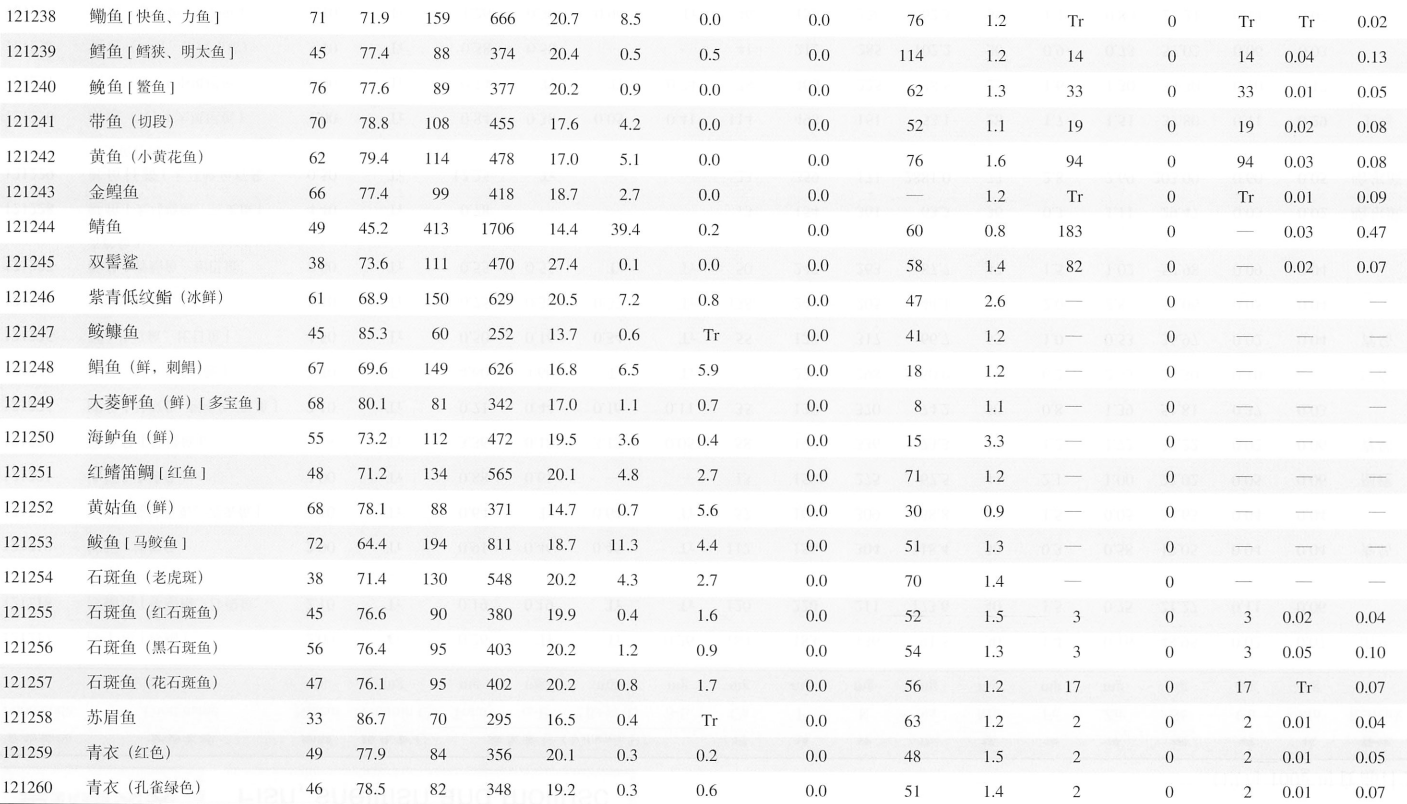 121238 鳓鱼 [ 快鱼、力鱼 ] 71 71.9 159 666 20.7 8.5 0.0 0.0 76 1.2 Tr 0 Tr Tr 0.02
121239 鳕鱼 [ 鳕狭、明太鱼 ] 45 77.4 88 374 20.4 0.5 0.5 0.0 114 1.2 14 0 14 0.04 0.13
121240 鮸鱼 [ 鳘鱼 ] 76 77.6 89 377 20.2 0.9 0.0 0.0 62 1.3 33 0 33 0.01 0.05
121241 带鱼（切段） 70 78.8 108 455 17.6 4.2 0.0 0.0 52 1.1 19 0 19 0.02 0.08
121242 黄鱼（小黄花鱼） 62 79.4 114 478 17.0 5.1 0.0 0.0 76 1.6 94 0 94 0.03 0.08
121243 金鳇鱼 66 77.4 99 418 18.7 2.7 0.0 0.0 — 1.2 Tr 0 Tr 0.01 0.09
121244 鲭鱼 49 45.2 413 1706 14.4 39.4 0.2 0.0 60 0.8 183 0 — 0.03 0.47
121245 双髻鲨 38 73.6 111 470 27.4 0.1 0.0 0.0 58 1.4 82 0 — 0.02 0.07
121246 紫青低纹鮨（冰鲜） 61 68.9 150 629 20.5 7.2 0.8 0.0 47 2.6 — 0 — — —
121247 鮟鱇鱼 45 85.3 60 252 13.7 0.6 Tr 0.0 41 1.2 — 0 — — —
121248 鲳鱼（鲜，刺鲳） 67 69.6 149 626 16.8 6.5 5.9 0.0 18 1.2 — 0 — — —
121249 大菱鲆鱼（鲜）[ 多宝鱼 ] 68 80.1 81 342 17.0 1.1 0.7 0.0 8 1.1 — 0 — — —
121250 海鲈鱼（鲜） 55 73.2 112 472 19.5 3.6 0.4 0.0 15 3.3 — 0 — — —
121251 红鳍笛鲷 [ 红鱼 ] 48 71.2 134 565 20.1 4.8 2.7 0.0 71 1.2 — 0 — — —
121252 黄姑鱼（鲜） 68 78.1 88 371 14.7 0.7 5.6 0.0 30 0.9 — 0 — — —
121253 鲅鱼 [ 马鲛鱼 ] 72 64.4 194 811 18.7 11.3 4.4 0.0 51 1.3 — 0 — — —
121254 石斑鱼（老虎斑） 38 71.4 130 548 20.2 4.3 2.7 0.0 70 1.4 — 0 — — —
121255 石斑鱼（红石斑鱼） 45 76.6 90 380 19.9 0.4 1.6 0.0 52 1.5 3 0 3 0.02 0.04
121256 石斑鱼（黑石斑鱼） 56 76.4 95 403 20.2 1.2 0.9 0.0 54 1.3 3 0 3 0.05 0.10
121257 石斑鱼（花石斑鱼） 47 76.1 95 402 20.2 0.8 1.7 0.0 56 1.2 17 0 17 Tr 0.07
121258 苏眉鱼 33 86.7 70 295 16.5 0.4 Tr 0.0 63 1.2 2 0 2 0.01 0.04
121259 青衣（红色） 49 77.9 84 356 20.1 0.3 0.2 0.0 48 1.5 2 0 2 0.01 0.05
121260 青衣（孔雀绿色） 46 78.5 82 348 19.2 0.3 0.6 0.0 51 1.4 2 0 2 0.01 0.07